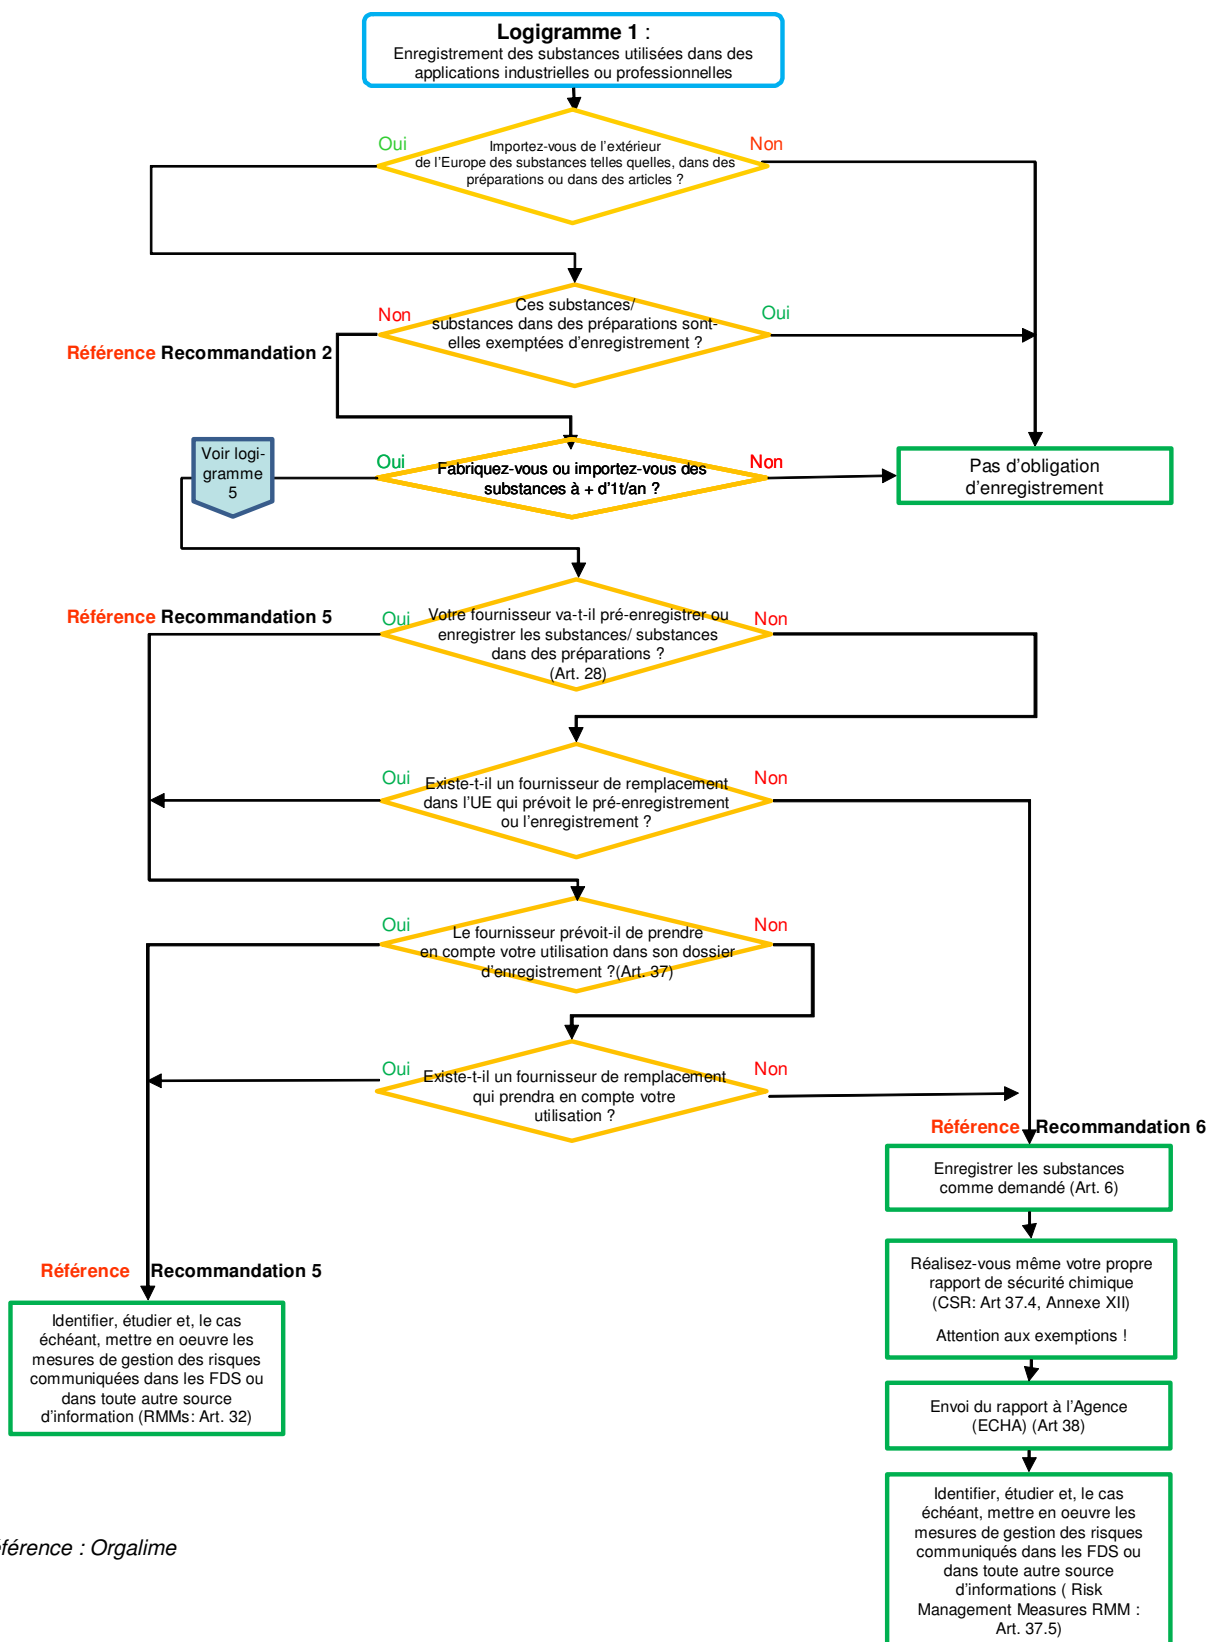 Logigramme 1 :
Enregistrement des substances utilisées dans des
applications industrielles ou professionnelles
Oui
Non
Importez-vous de l'extérieur
de l'Europe des substances telles quelles, dans des
préparations ou dans des articles ?
Non
Oui
Ces substances/
substances dans des préparations sont-
elles exemptées d'enregistrement ?
Référence Recommandation 2
Voir logi-
gramme
5
Oui
Non
Fabriquez-vous ou importez-vous des
substances à + d'1t/an ?
Pas d'obligation
d'enregistrement
Référence Recommandation 5
Oui
Non
Votre fournisseur va-t-il pré-enregistrer ou
enregistrer les substances/ substances
dans des préparations ?
(Art. 28)
Oui
Non
Existe-t-il un fournisseur de remplacement
dans l'UE qui prévoit le pré-enregistrement
ou l'enregistrement ?
Oui
Non
Le fournisseur prévoit-il de prendre
en compte votre utilisation dans son dossier
d'enregistrement ?(Art. 37)
Oui
Non
Existe-t-il un fournisseur de remplacement
qui prendra en compte votre
utilisation ?
Référence Recommandation 6
Enregistrer les substances
comme demandé (Art. 6)
Réalisez-vous même votre propre
rapport de sécurité chimique
(CSR: Art 37.4, Annexe XII)
Attention aux exemptions !
Référence Recommandation 5
Identifier, étudier et, le cas
échéant, mettre en oeuvre les
mesures de gestion des risques
communiquées dans les FDS ou
dans toute autre source
d'information (RMMs: Art. 32)
Envoi du rapport à l'Agence
(ECHA) (Art 38)
Identifier, étudier et, le cas
échéant, mettre en oeuvre les
mesures de gestion des risques
communiqués dans les FDS ou
dans toute autre source
d'informations ( Risk
Management Measures RMM :
Art. 37.5)
éférence : Orgalime